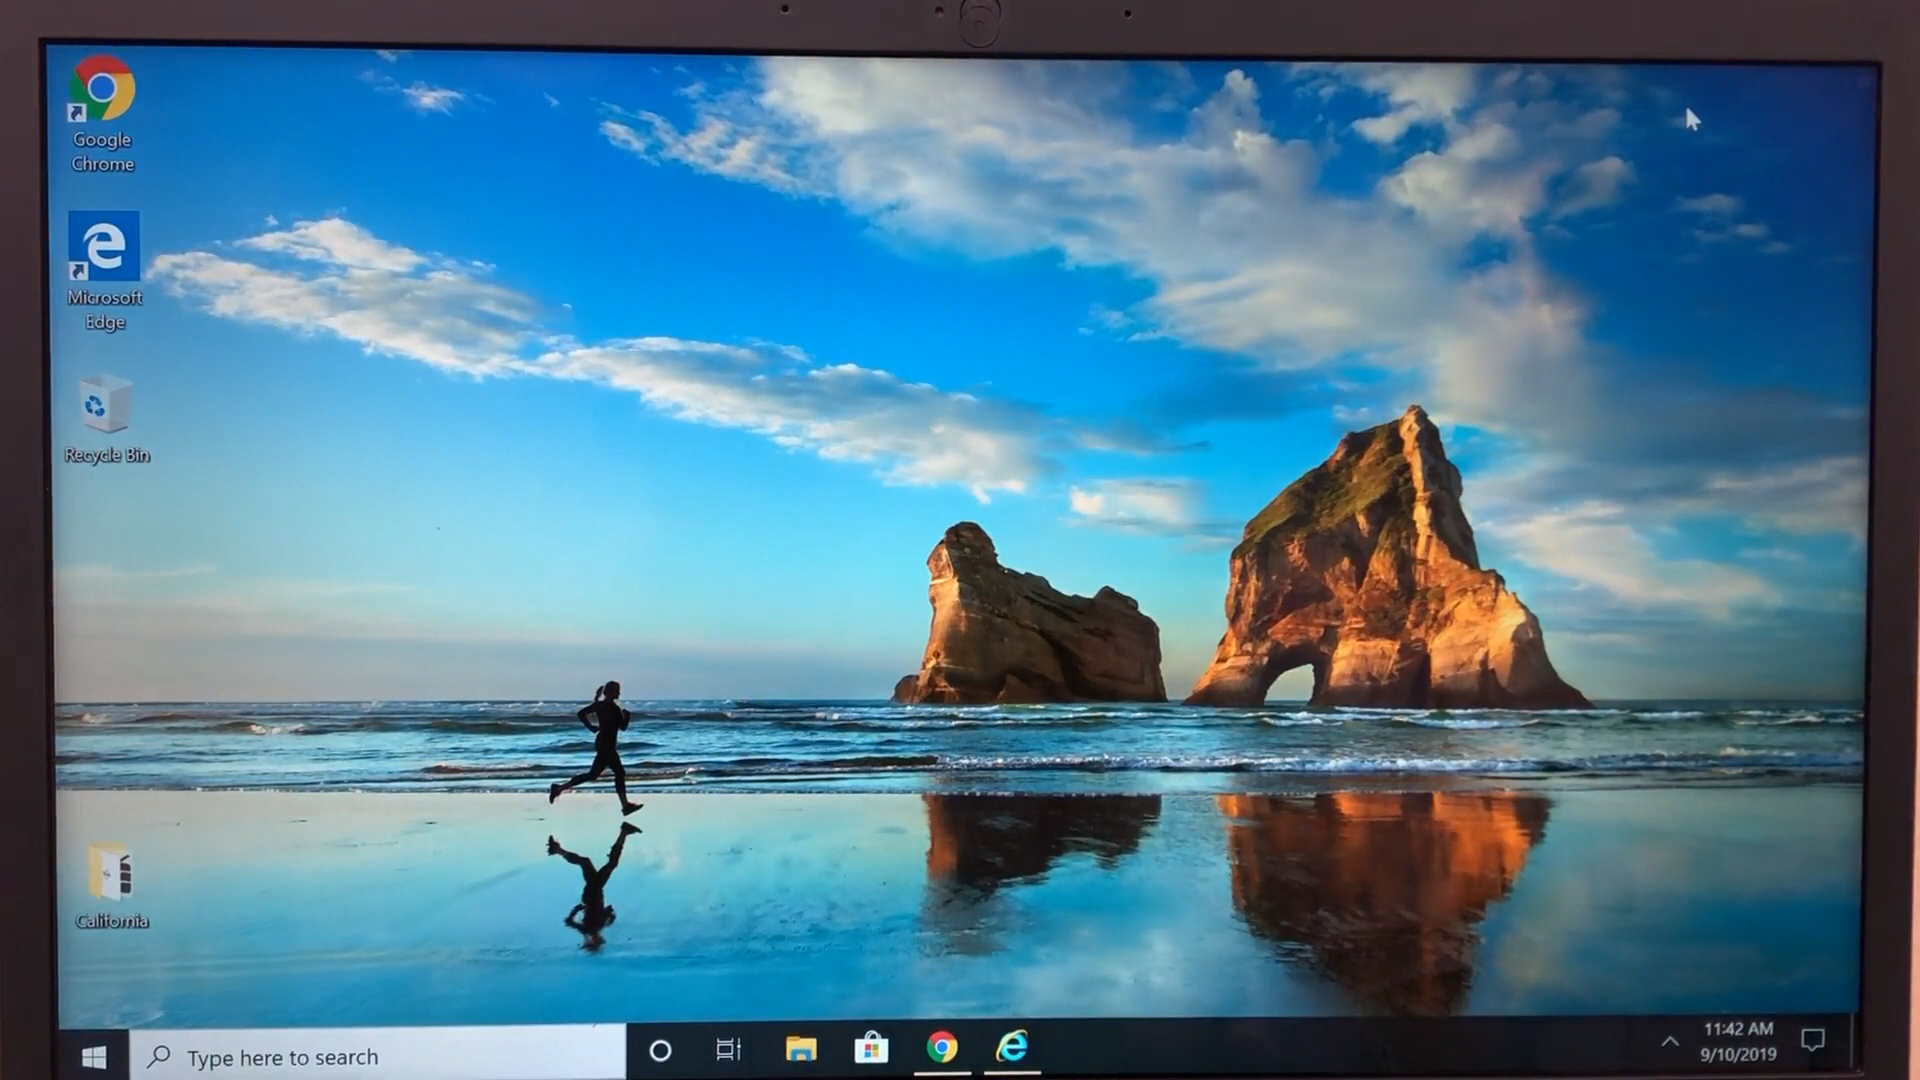 Google
Chrome
Microsoft
Edge
Recycle Bin
California
Type here to search
11:42 AM
9/10/2019